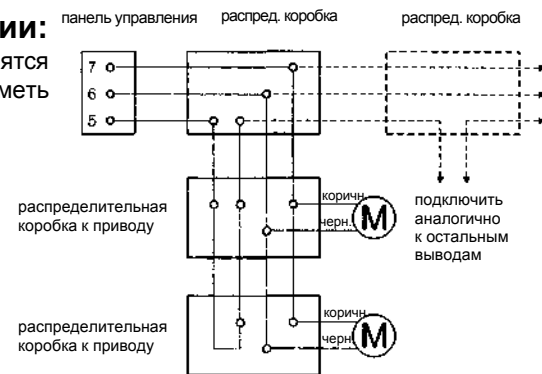 панель управления
распред. коробка
распред. коробка
ии:
ятся
меть
7
6
5
коричн.
черн.
M
распределительная
коробка к приводу
подключить
аналогично
к остальным
выводам
коричн.
черн.
M
распределительная
коробка к приводу